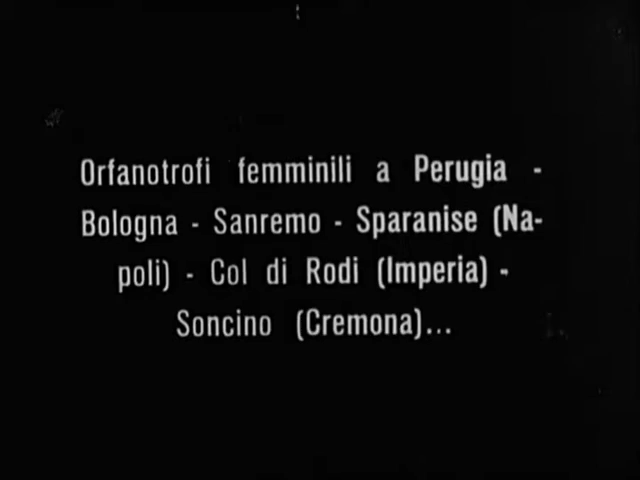 Orfanotrofi femminili a Perugia -
Bologna - Sanremo - Sparanise (Na-
poli) - Col di Rodi (Imperia) -
Soncino (Cremona)...